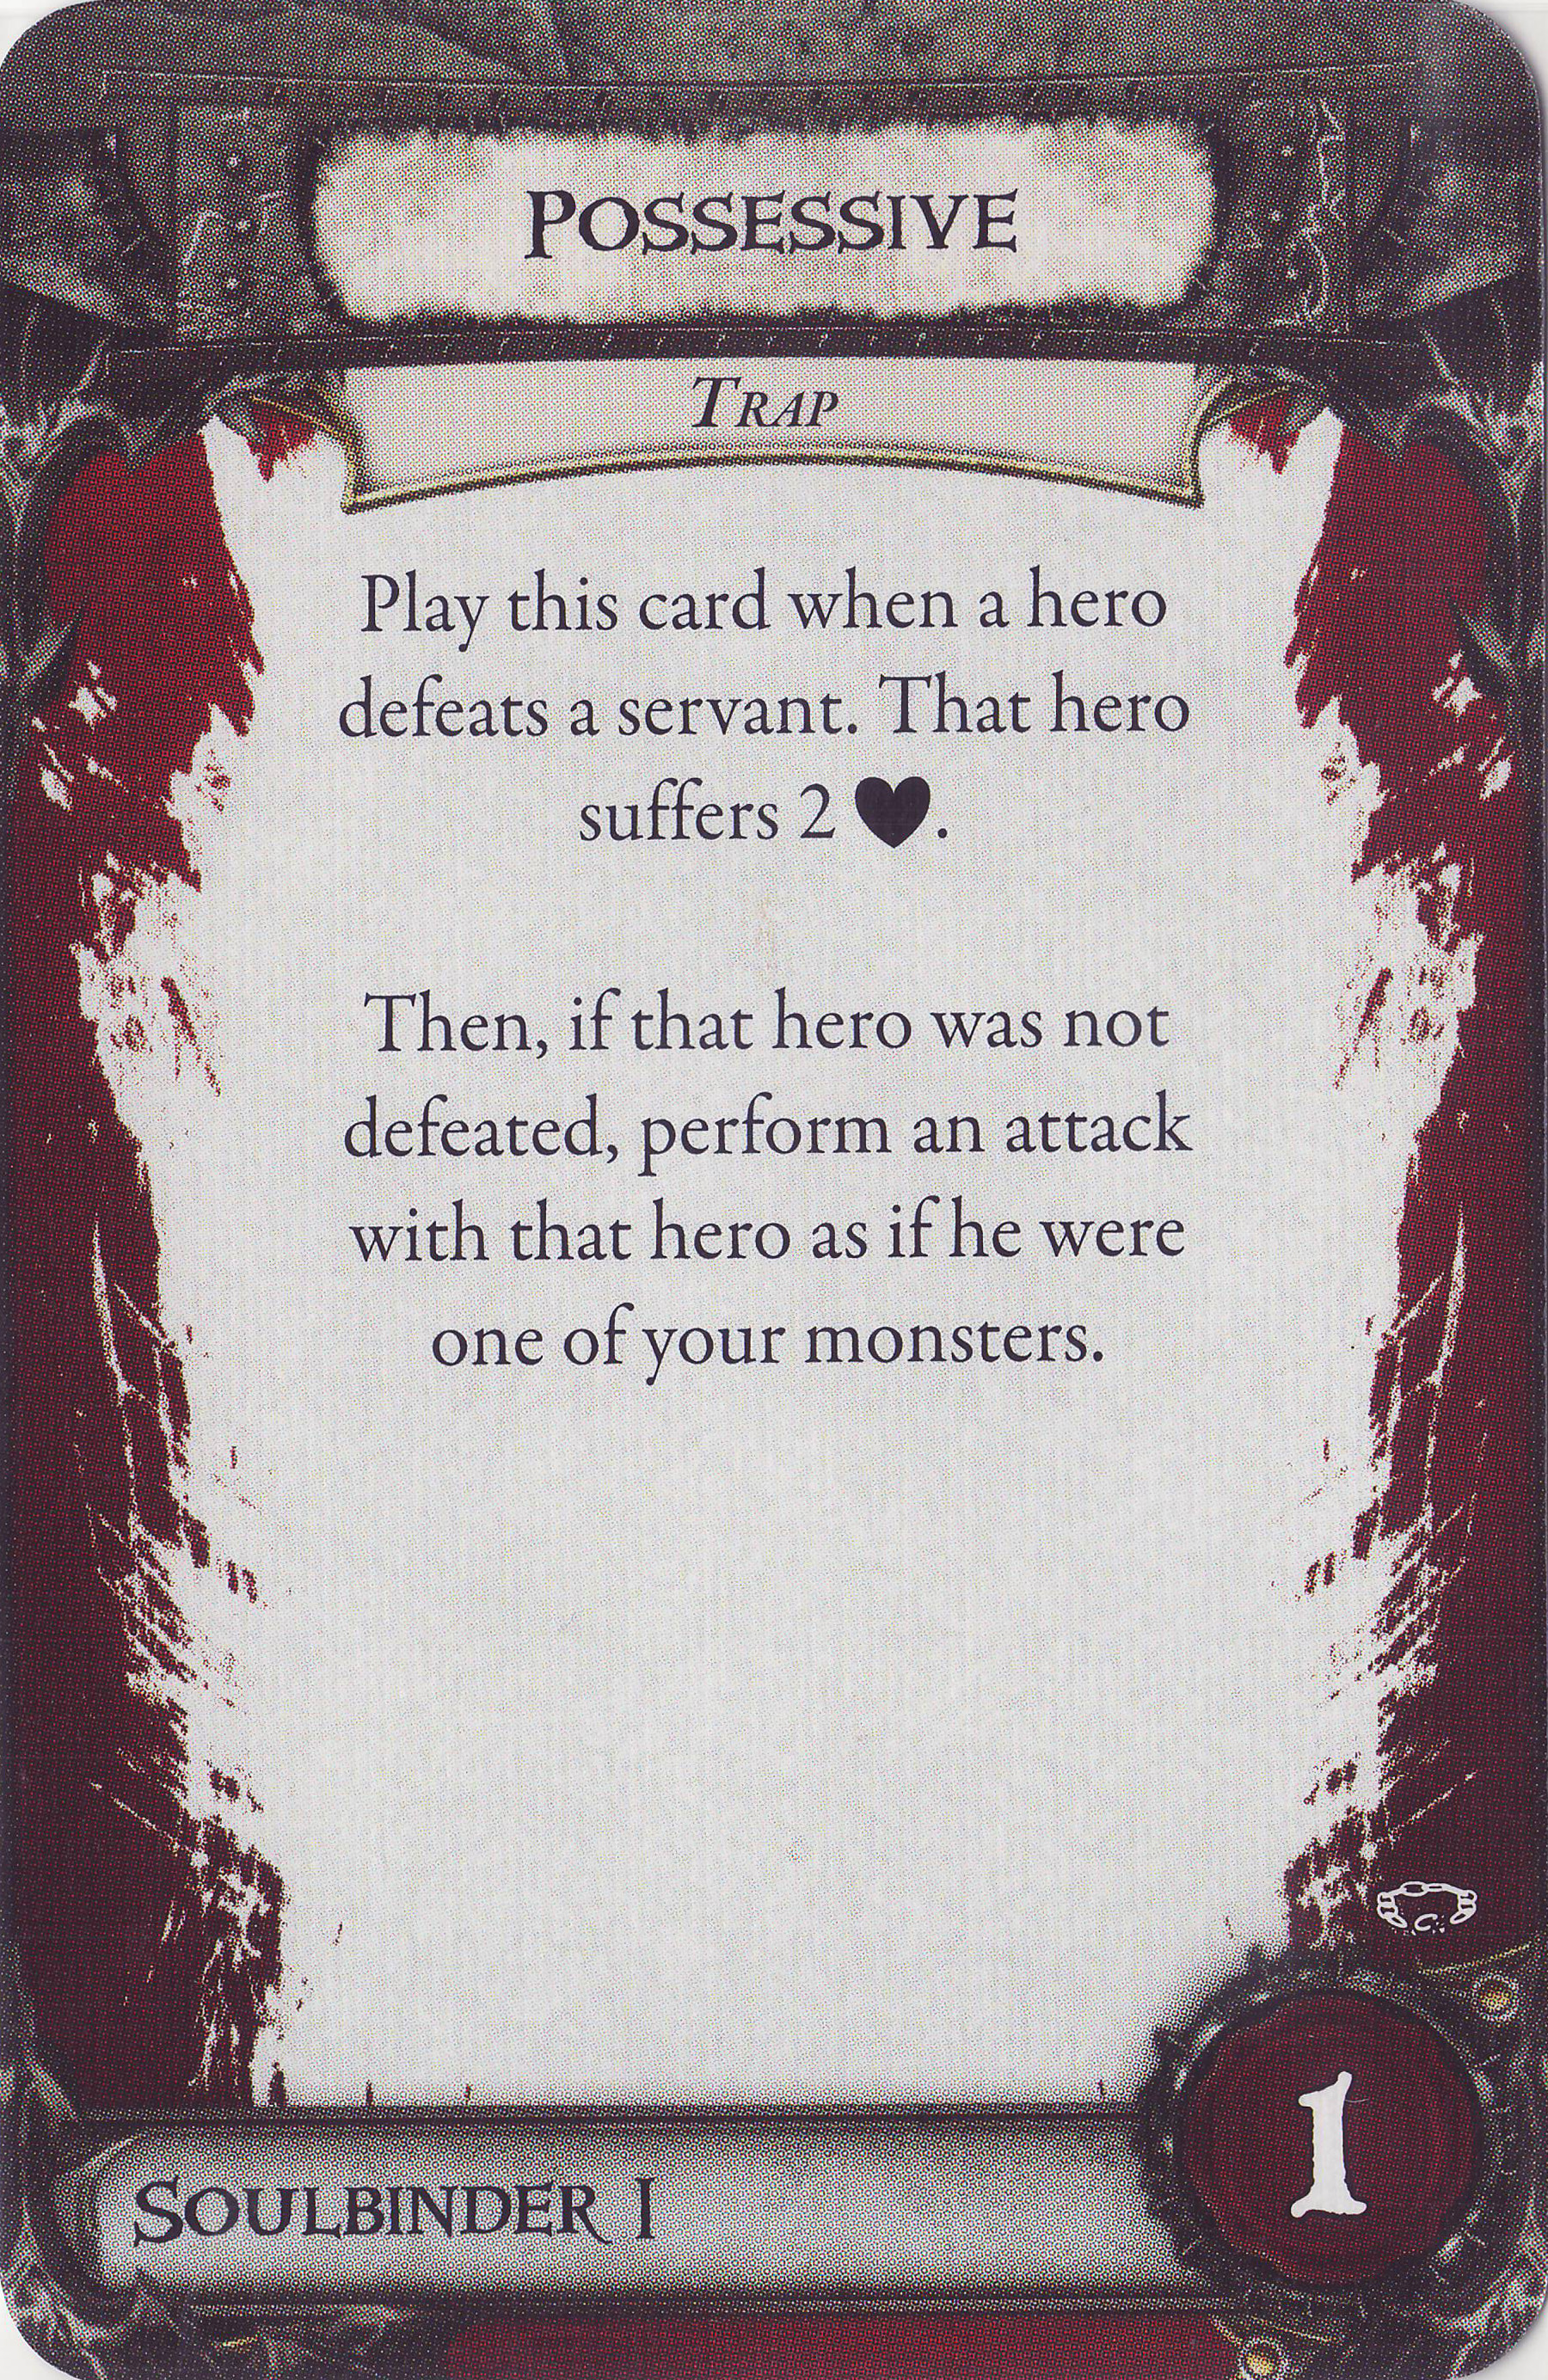 POSSESSIVE
TRAP
Play this card when a hero
defeats a servant. That hero
suffers 2 ♥.
Then, if that hero was not
defeated, perform an attack
with that hero as if he were
one of your monsters.
1
SOULBINDER I